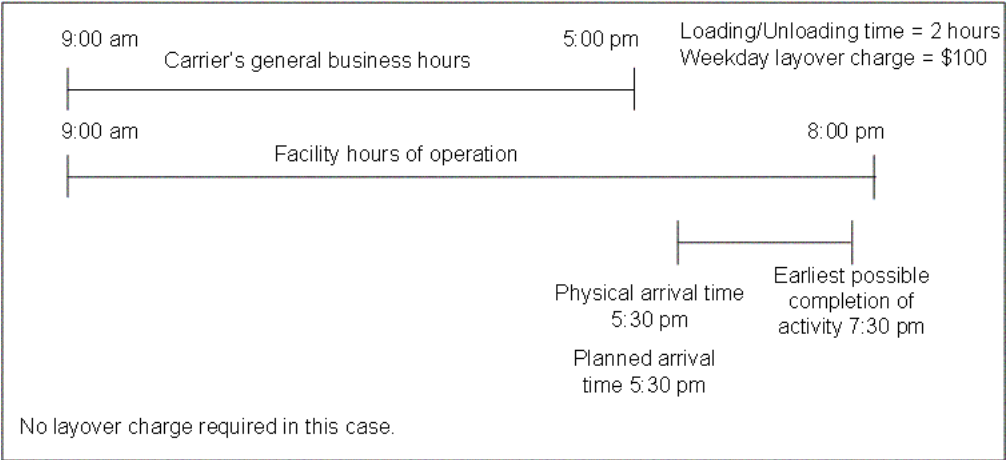 9:00 am
5:00 pm
Loading/Unloading time = 2 hours
Weekday layover charge = $100
Carrier's general business hours
9:00 am
8:00 pm
Facility hours of operation
Physical arrival time
5:30 pm
Planned arrival
time 5:30 pm
Earliest possible
completion of
activity 7:30 pm
No layover charge required in this case.